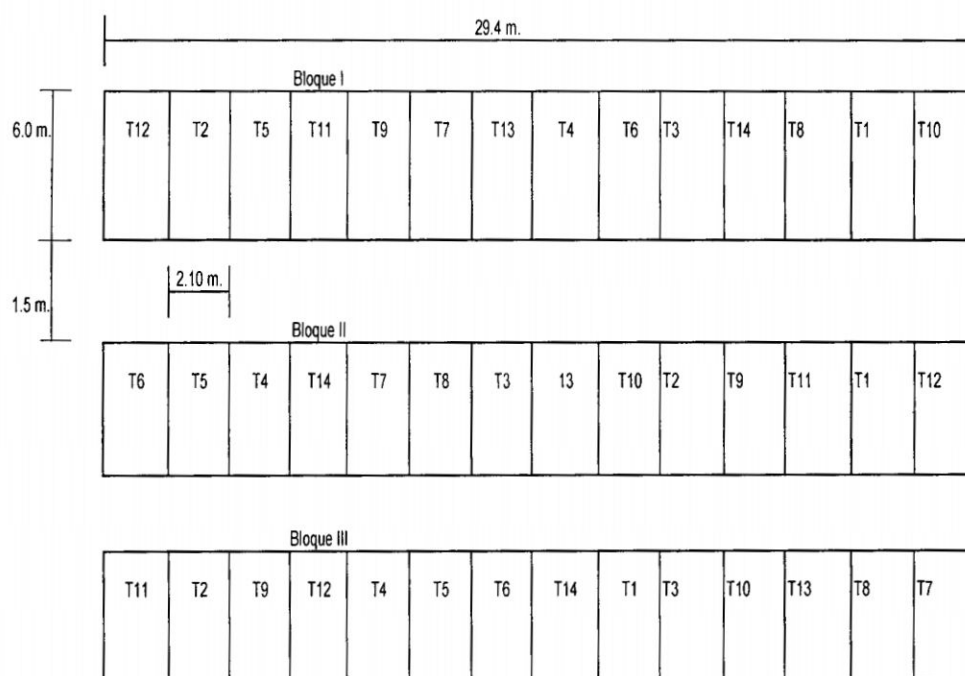 29.4 m.
Bloque I
6.0 m.
T12 T2 T5 T11 T9 T7 T13 T4 T6 T3 T14 T8 T1 T10
2.10 m.
1.5 m.
Bloque II
T6 T5 T4 T14 T7 T8 T3 13 T10 T2 T9 T11 T1 T12
Bloque III
T11 T2 T9 T12 T4 T5 T6 T14 T1 T3 T10 T13 T8 T7